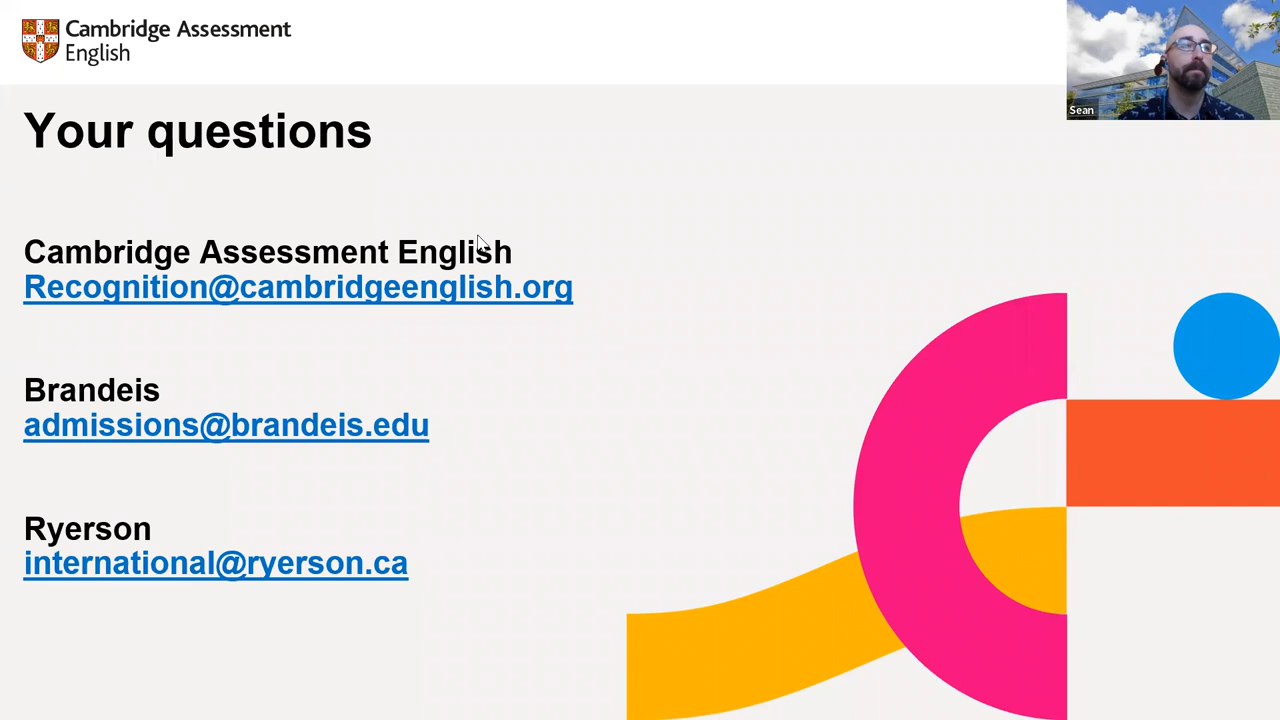 Cambridge Assessment
English
Sean
Your questions
Cambridge Assessment English
Recognition@cambridgeenglish.org
Brandeis
admissions@brandeis.edu
Ryerson
international@ryerson.ca